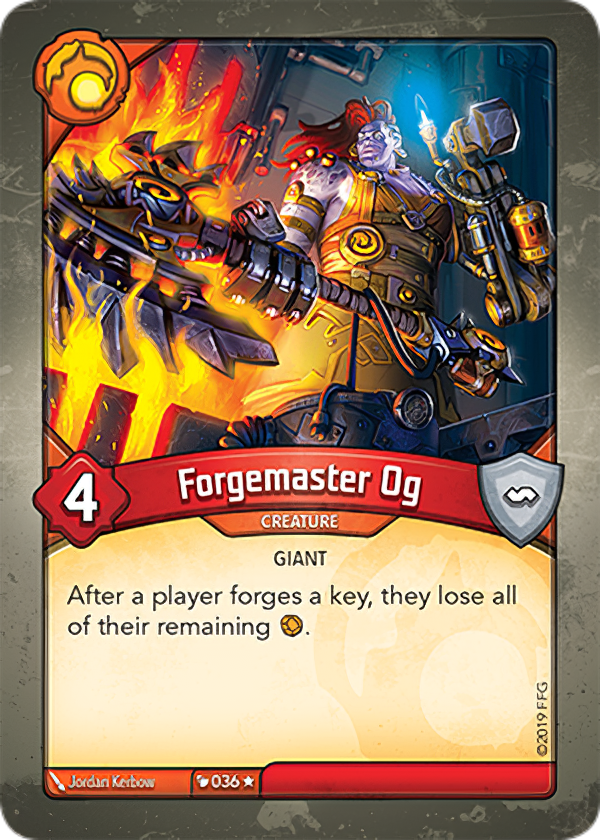 4
Forgemaster Og
CREATURE
GIANT
After a player forges a key, they lose all
of their remaining .
©2019 FFG
Jordan Kerbow
036